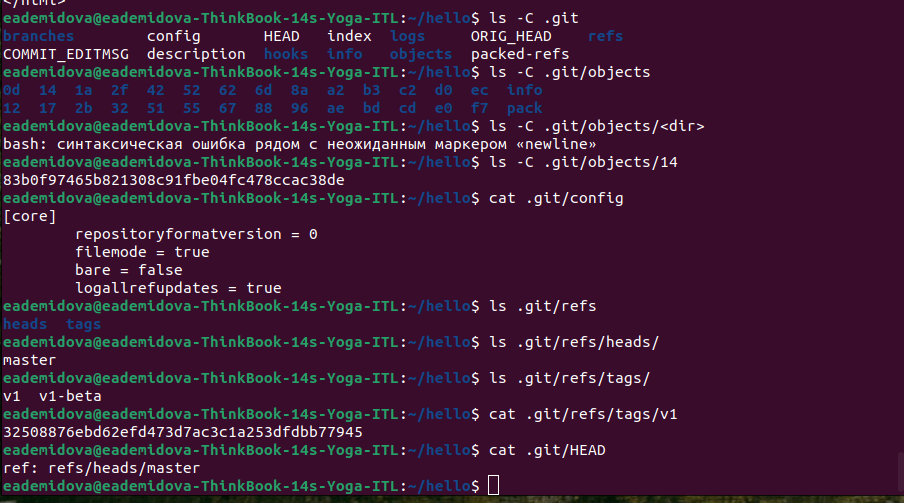 </html>
eademidova@eademidova-ThinkBook-14s-Yoga-ITL:~/hello$ ls -C .git
branches config HEAD index logs ORIG_HEAD refs
COMMIT_EDITMSG description hooks info objects packed-refs
eademidova@eademidova-ThinkBook-14s-Yoga-ITL:~/hello$ ls -C .git/objects
0d 14 1a 2f 42 52 62 6d 8a a2 b3 c2 d0 ec info
12 17 2b 32 51 55 67 88 96 ae bd cd e0 f7 pack
eademidova@eademidova-ThinkBook-14s-Yoga-ITL:~/hello$ ls -C .git/objects/<dir>
bash: синтаксическая ошибка рядом с неожиданным маркером «newline»
eademidova@eademidova-ThinkBook-14s-Yoga-ITL:~/hello$ ls -C .git/objects/14
83b0f97465b821308c91fbe04fc478ccac38de
eademidova@eademidova-ThinkBook-14s-Yoga-ITL:~/hello$ cat .git/config
[core]
repositoryformatversion = 0
filemode = true
bare = false
logallrefupdates = true
eademidova@eademidova-ThinkBook-14s-Yoga-ITL:~/hello$ ls .git/refs
heads tags
eademidova@eademidova-ThinkBook-14s-Yoga-ITL:~/hello$ ls .git/refs/heads/
master
eademidova@eademidova-ThinkBook-14s-Yoga-ITL:~/hello$ ls .git/refs/tags/
v1 v1-beta
eademidova@eademidova-ThinkBook-14s-Yoga-ITL:~/hello$ cat .git/refs/tags/v1
32508876ebd62efd473d7ac3c1a253dfdbb77945
eademidova@eademidova-ThinkBook-14s-Yoga-ITL:~/hello$ cat .git/HEAD
ref: refs/heads/master
eademidova@eademidova-ThinkBook-14s-Yoga-ITL:~/hello$